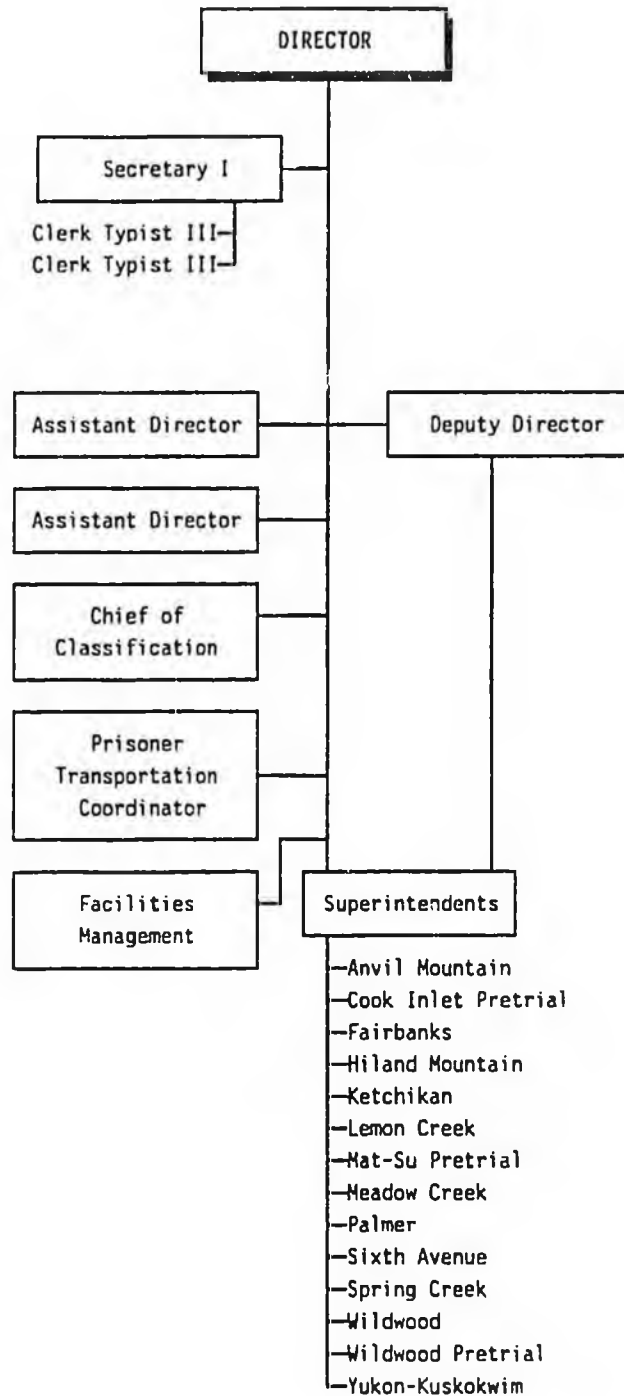 DIRECTOR
Secretary I
Clerk Typist III
Clerk Typist III
Assistant Director
Deputy Director
Assistant Director
Chief of
Classification
Prisoner
Transportation
Coordinator
Facilities
Management
Superintendents
Anvil Mountain
Cook Inlet Pretrial
Fairbanks
Hiland Mountain
Ketchikan
Lemon Creek
Mat-Su Pretrial
Meadow Creek
Palmer
Sixth Avenue
Spring Creek
Wildwood
Wildwood Pretrial
Yukon-Kuskokwim